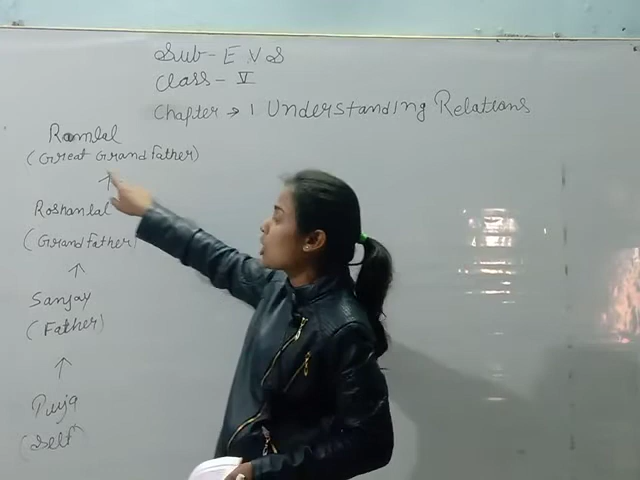 Sub- E V S
Class - V
Chapter → 1 Understanding Relations
Ramlal
(Great Grand Father)
↑
Roshanlal
(Grand Father)
↑
Sanjay
(Father)
↑
Puja
(Self)